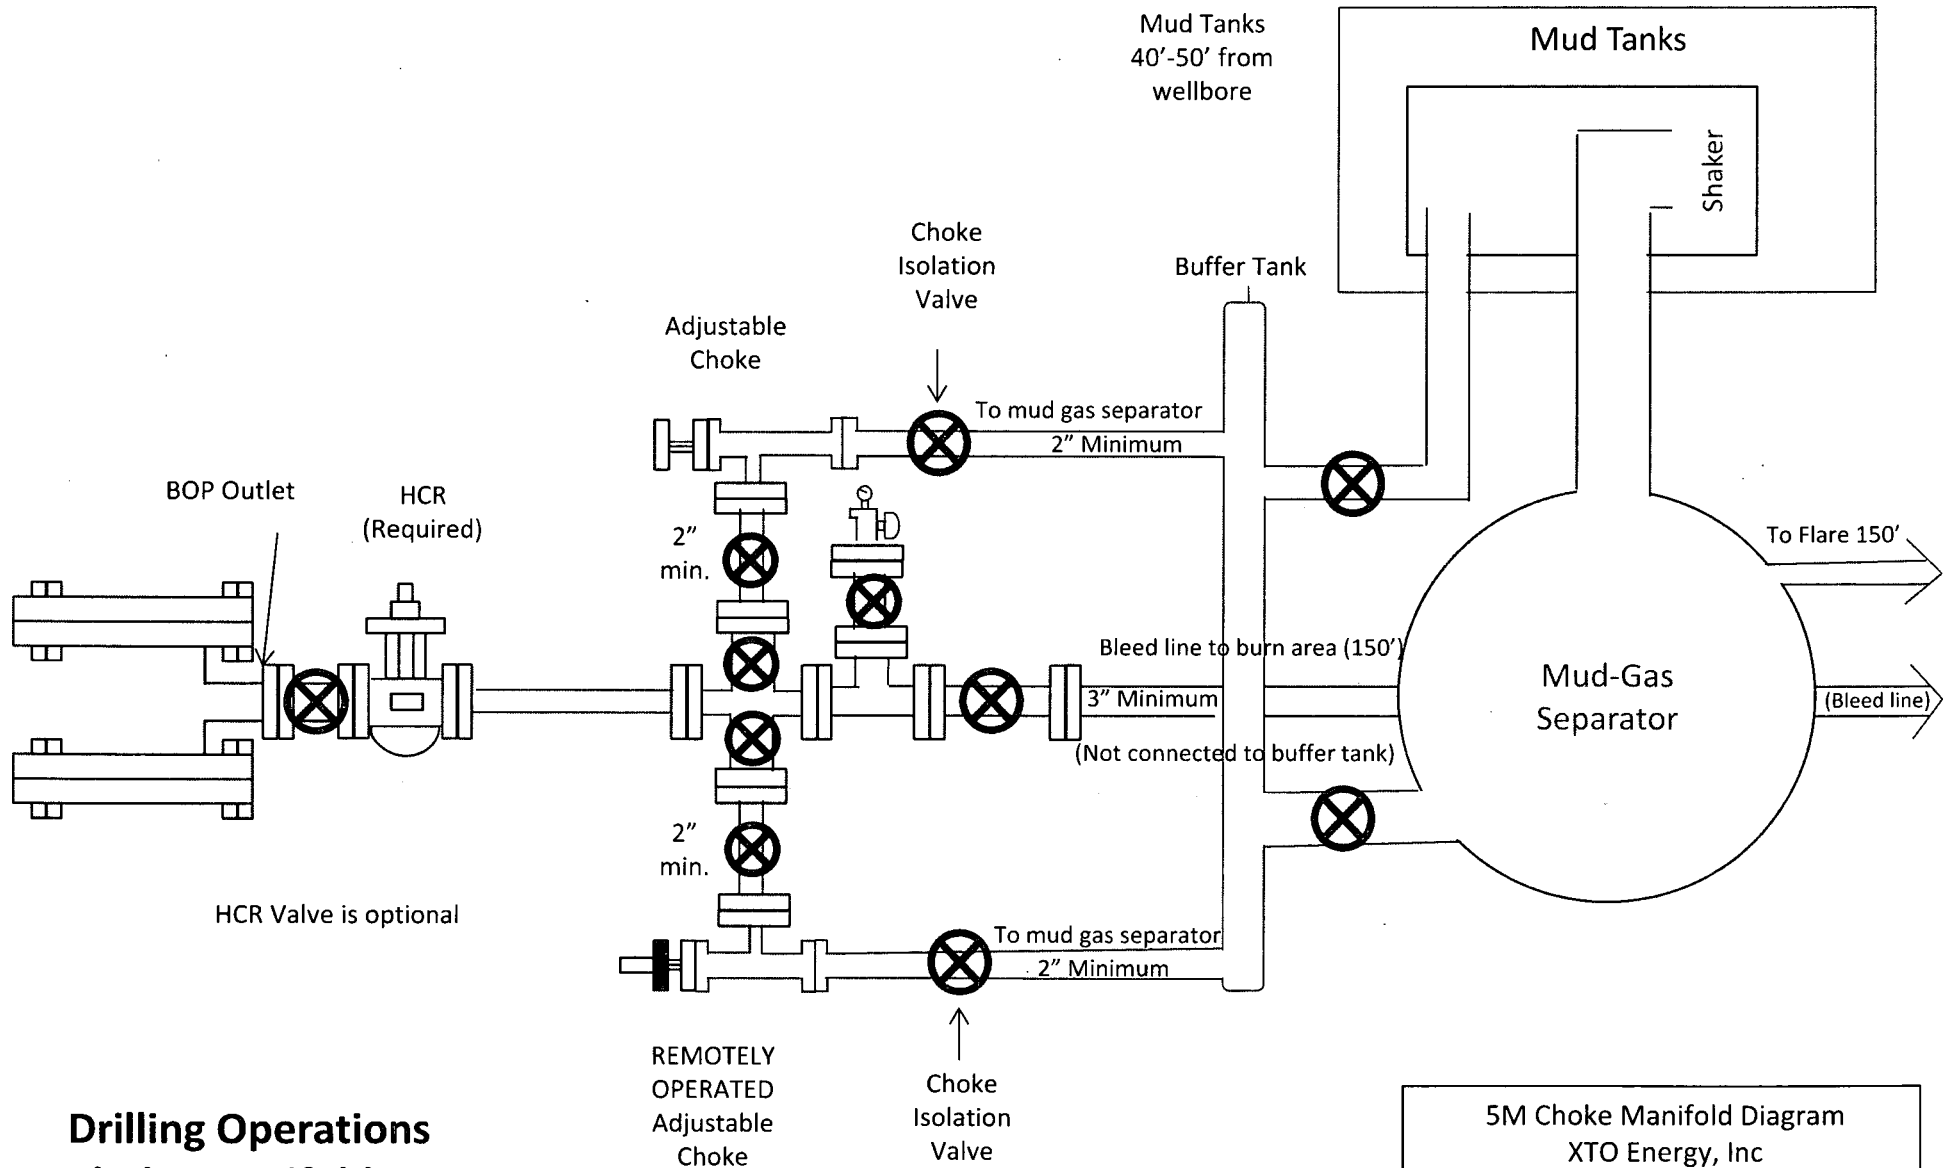 Mud Tanks
40’-50’ from
wellbore
Mud Tanks
Shaker
Choke
Isolation
Valve
Buffer Tank
Adjustable
Choke
To mud gas separator
2” Minimum
BOP Outlet
HCR
(Required)
2”
min.
To Flare 150’
Bleed line to burn area (150’)
3” Minimum
(Not connected to buffer tank)
Mud-Gas
Separator
(Bleed line)
2”
min.
HCR Valve is optional
To mud gas separator
2” Minimum
REMOTELY
OPERATED
Adjustable
Choke
Choke
Isolation
Valve
Drilling Operations
5M Choke Manifold Diagram
XTO Energy, Inc